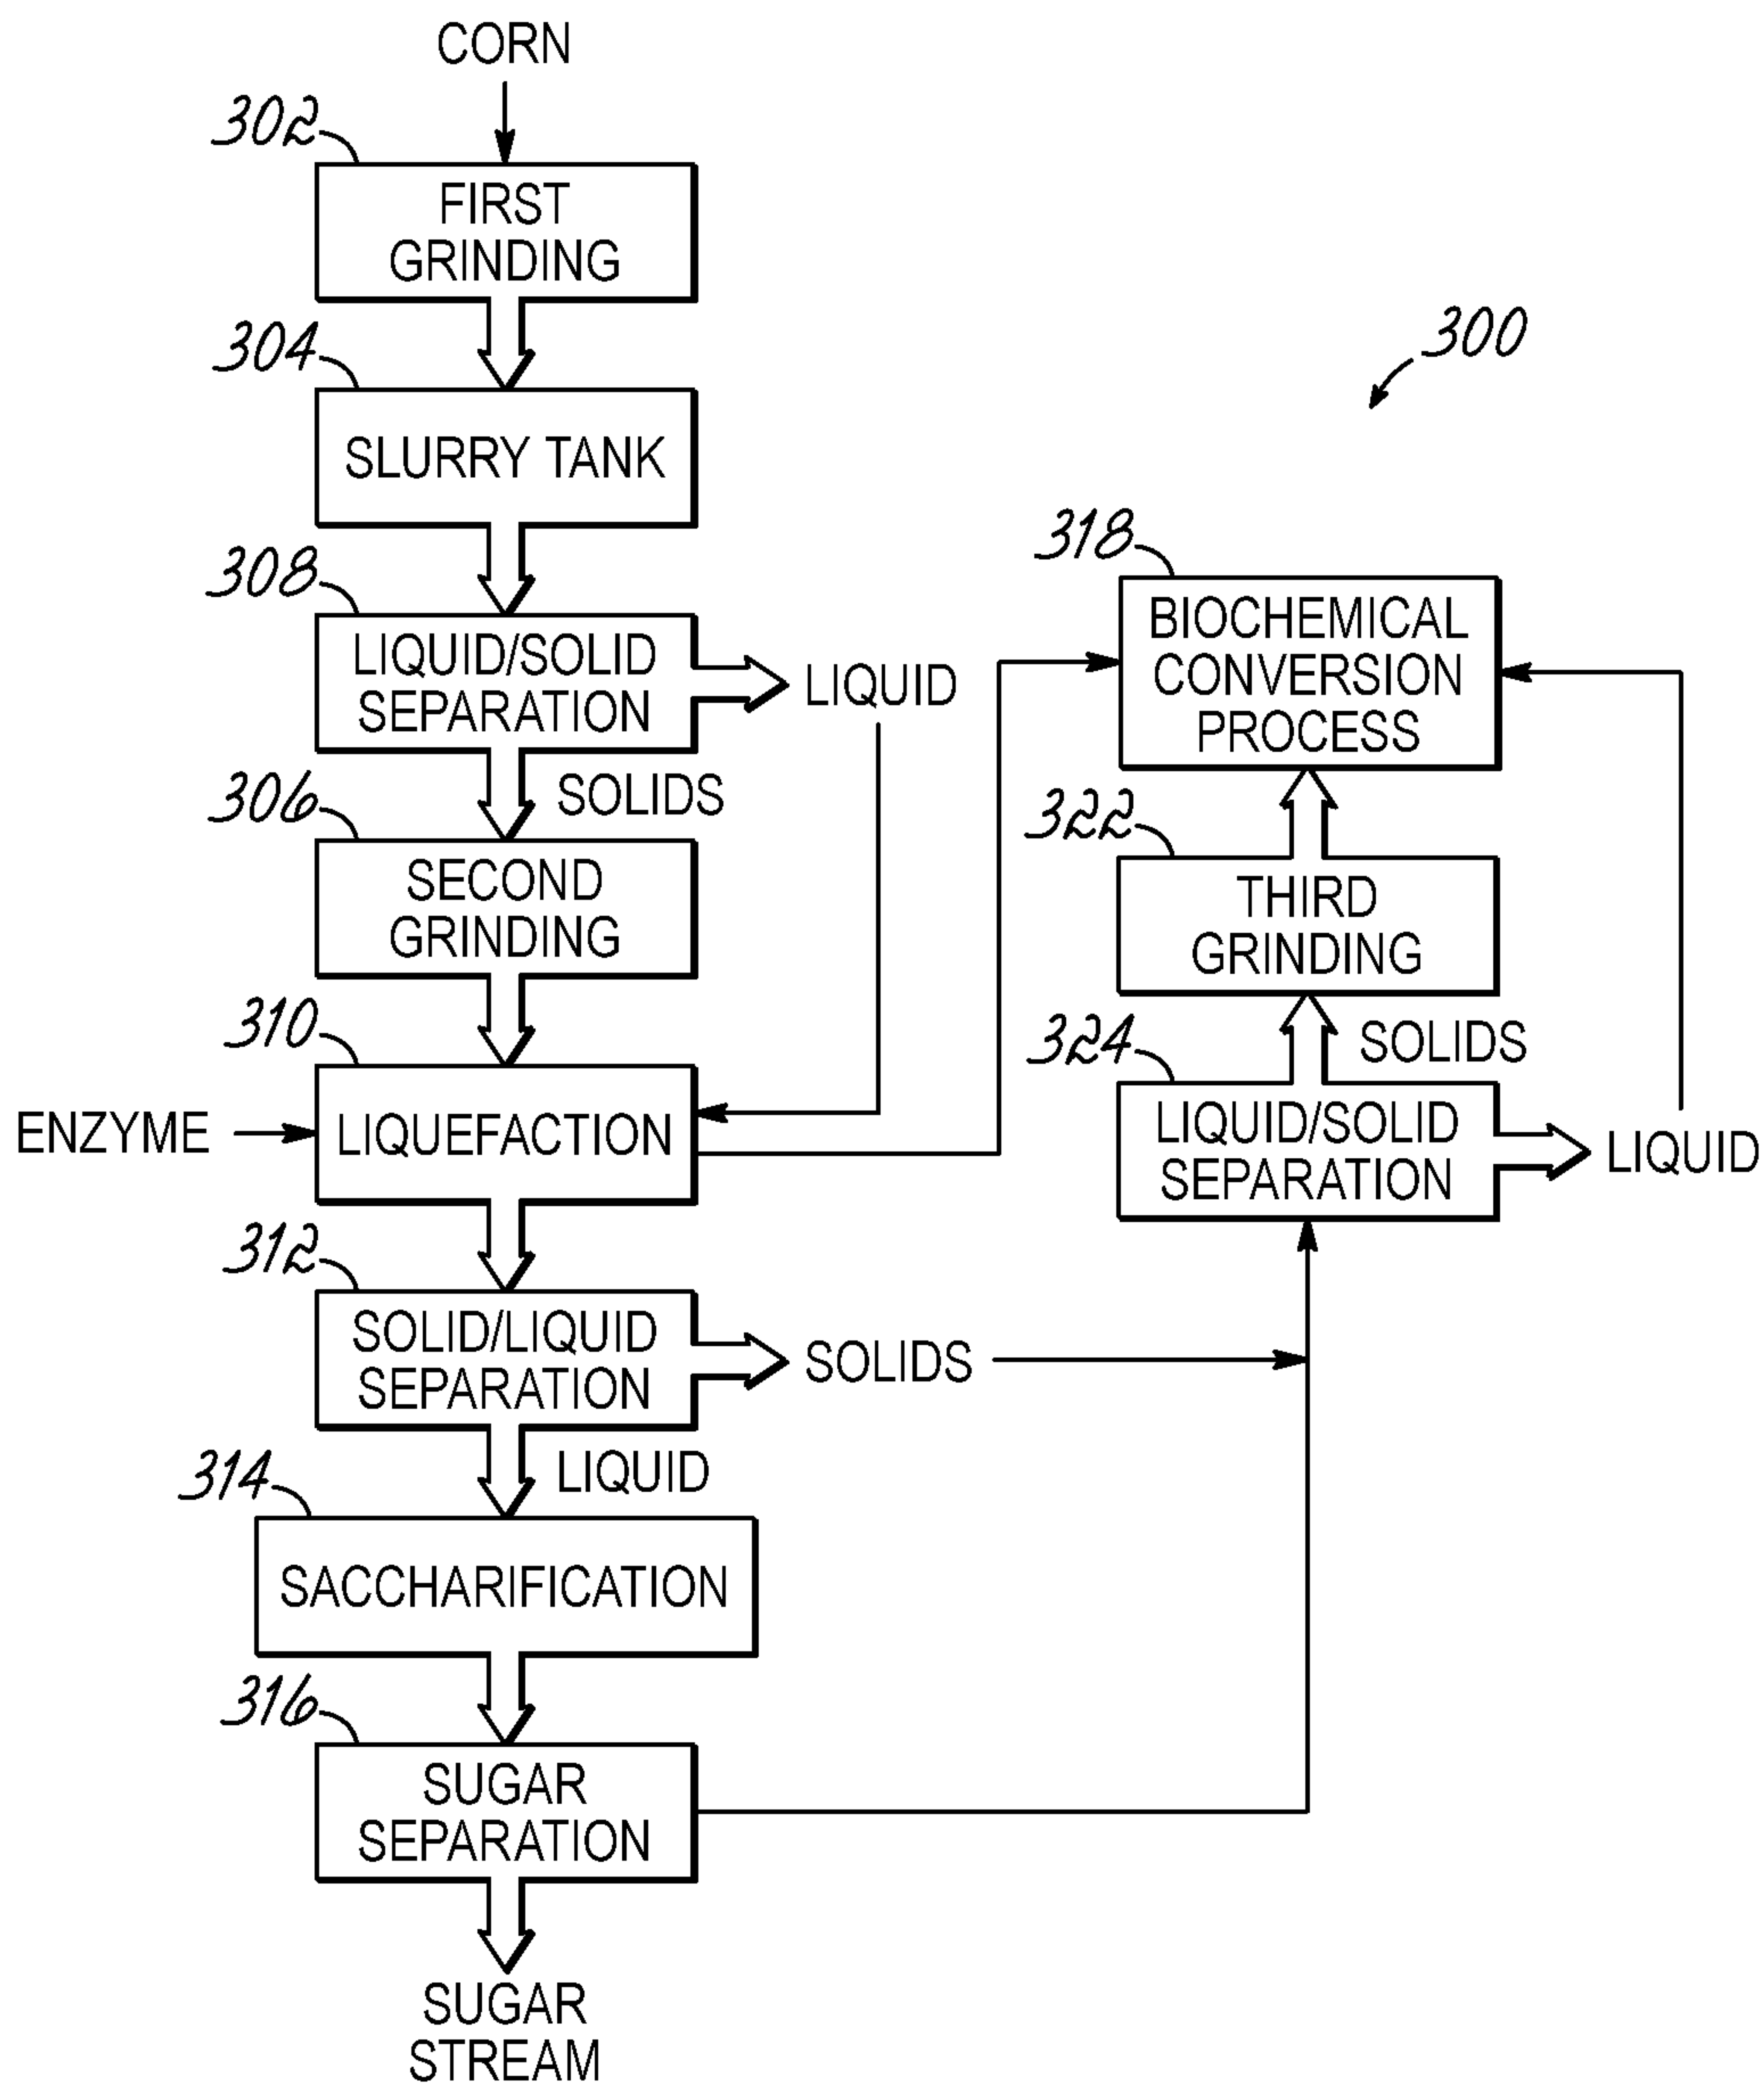 CORN
302
FIRST
GRINDING
304
300
SLURRY TANK
318
308
BIOCHEMICAL
CONVERSION
PROCESS
LIQUID/SOLID
SEPARATION
LIQUID
SOLIDS
306
322
SECOND
GRINDING
THIRD
GRINDING
310
324
SOLIDS
ENZYME
LIQUEFACTION
LIQUID/SOLID
SEPARATION
LIQUID
312
SOLID/LIQUID
SEPARATION
SOLIDS
LIQUID
314
SACCHARIFICATION
316
SUGAR
SEPARATION
SUGAR
STREAM